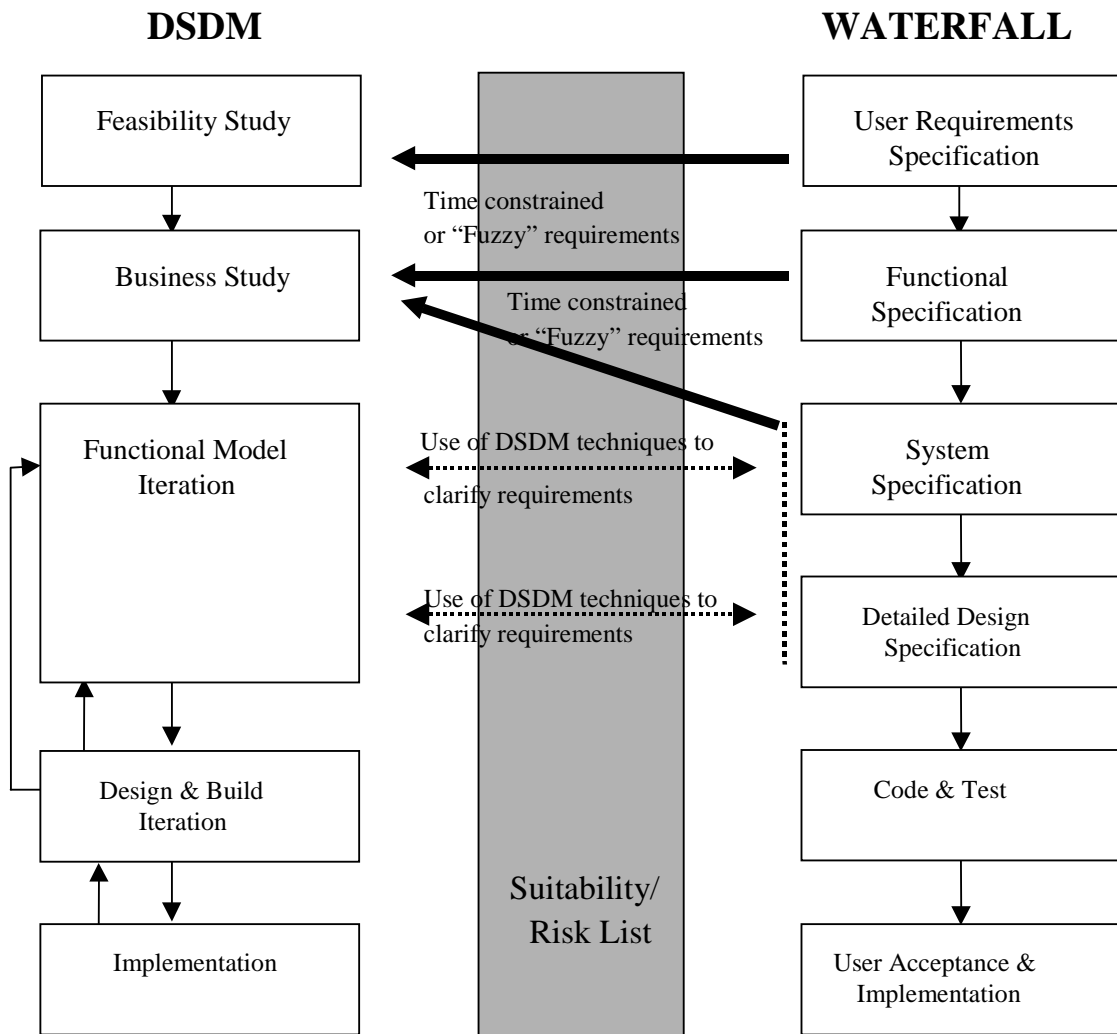 DSDM
WATERFALL
Feasibility Study
User Requirements
Specification
Time constrained
or “Fuzzy” requirements
Business Study
Functional
Specification
Time constrained
or “Fuzzy” requirements
Functional Model
Iteration
Use of DSDM techniques to
clarify requirements
System
Specification
Use of DSDM techniques to
clarify requirements
Detailed Design
Specification
Design & Build
Iteration
Code & Test
Suitability/
Risk List
Implementation
User Acceptance &
Implementation